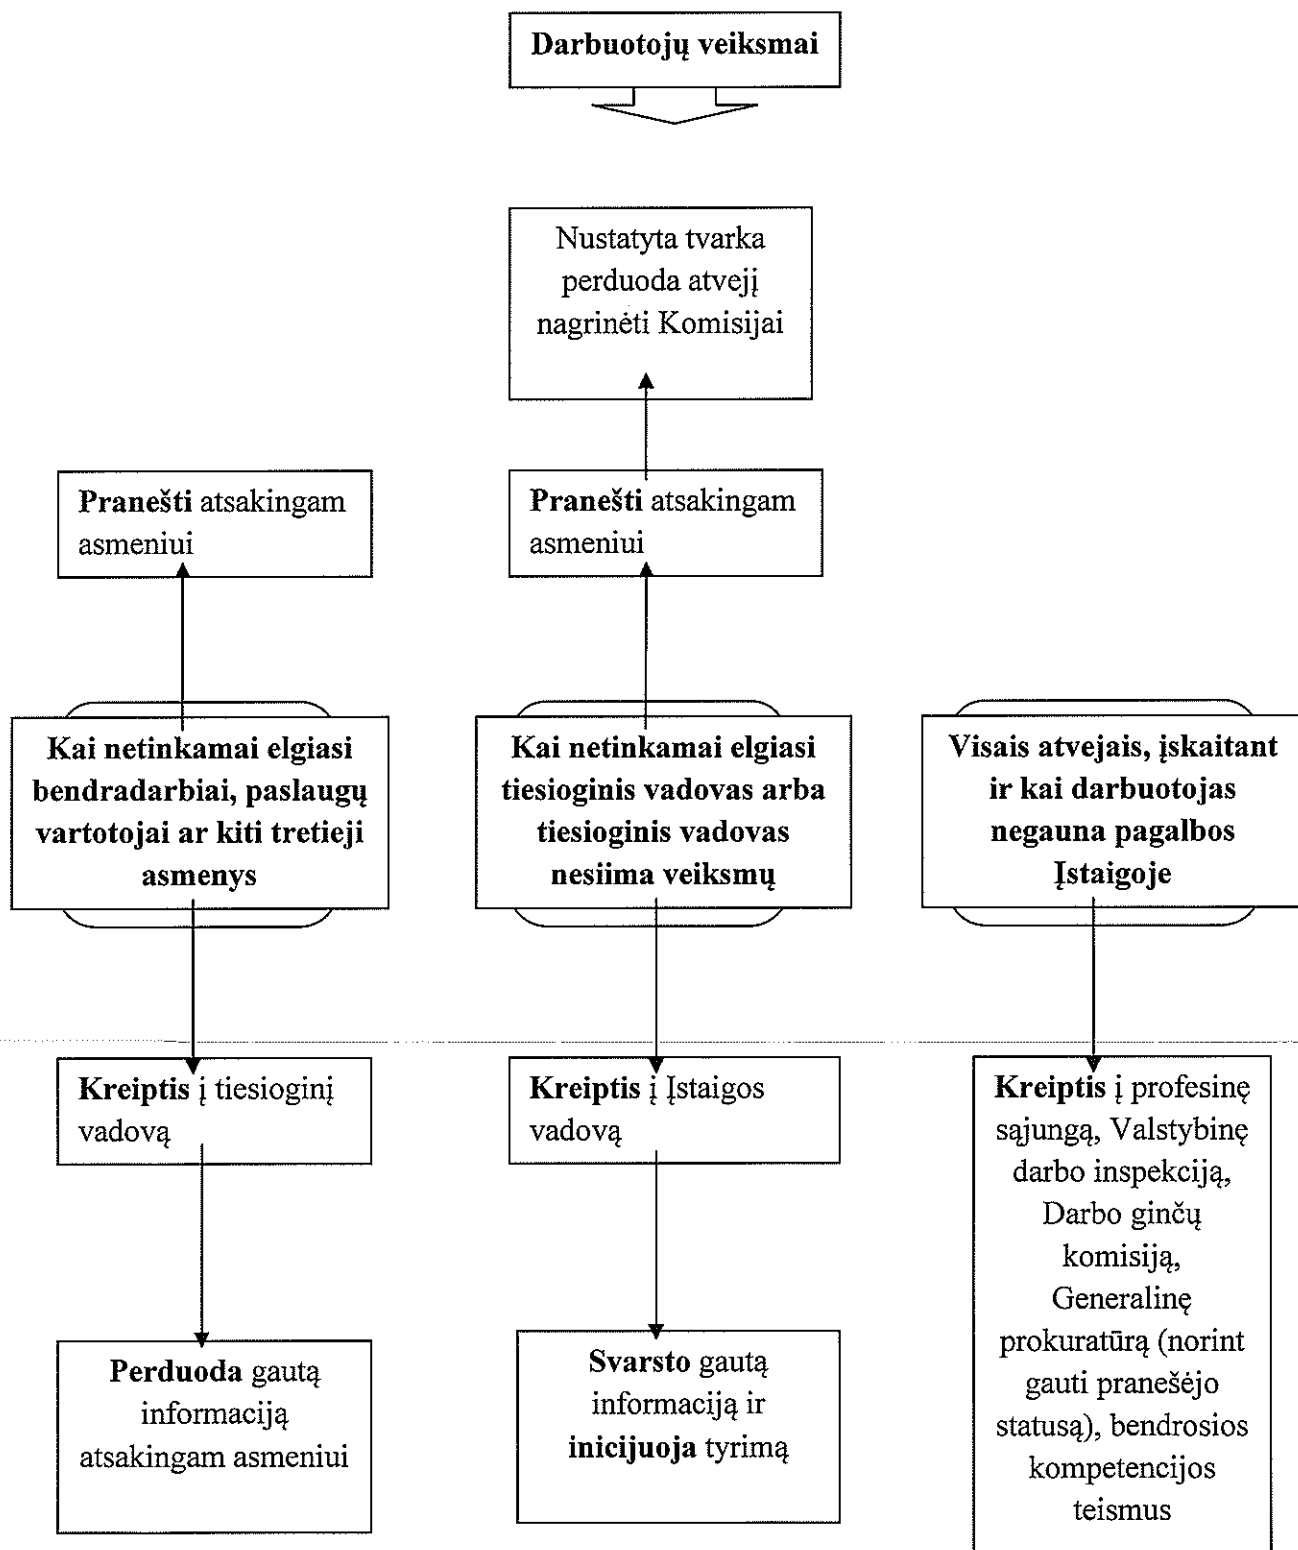 Darbuotojų veiksmai
Nustatyta tvarka
perduoda atvejį
nagrinėti Komisijai
Pranešti atsakingam
asmeniui
Pranešti atsakingam
asmeniui
Kai netinkamai elgiasi
bendradarbiai, paslaugų
vartotojai ar kiti tretieji
asmenys
Kai netinkamai elgiasi
tiesioginis vadovas arba
tiesioginis vadovas
nesiima veiksmų
Visais atvejais, įskaitant
ir kai darbuotojas
negauna pagalbos
Įstaigoje
Kreiptis į tiesioginį
vadovą
Kreiptis į Įstaigos
vadovą
Kreiptis į profesinę
sąjungą, Valstybinę
darbo inspekciją,
Darbo ginčų
komisiją,
Generalinę
prokuratūrą (norint
gauti pranešėjo
statusą), bendrosios
kompetencijos
teismus
Perduoda gautą
informaciją
atsakingam asmeniui
Svarsto gautą
informaciją ir
inicijuoja tyrimą